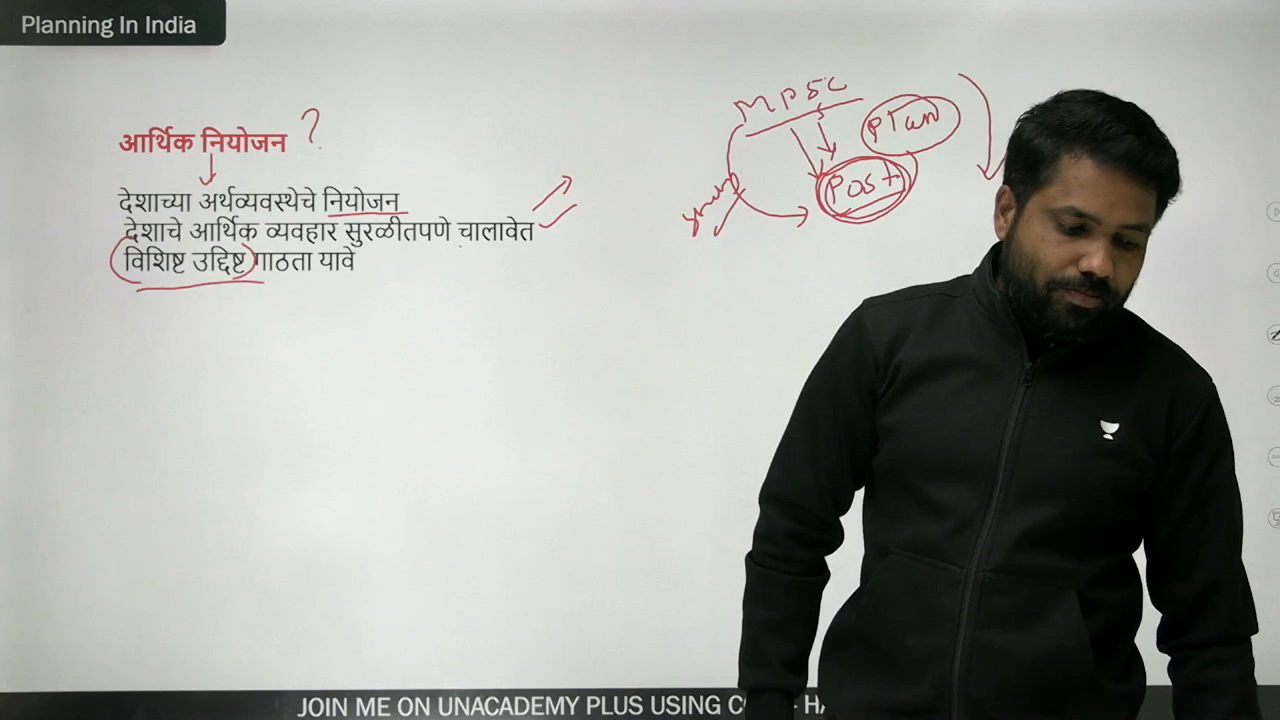 Planning In India
आर्थिक नियोजन ?
देशाच्या अर्थव्यवस्थेचे नियोजन
देशाचे आर्थिक व्यवहार सुरळीतपणे चालावेत
विशिष्ट उद्दिष्ट गाठता यावे
MPSC
Plan
Post
JOIN ME ON UNACADEMY PLUS USING